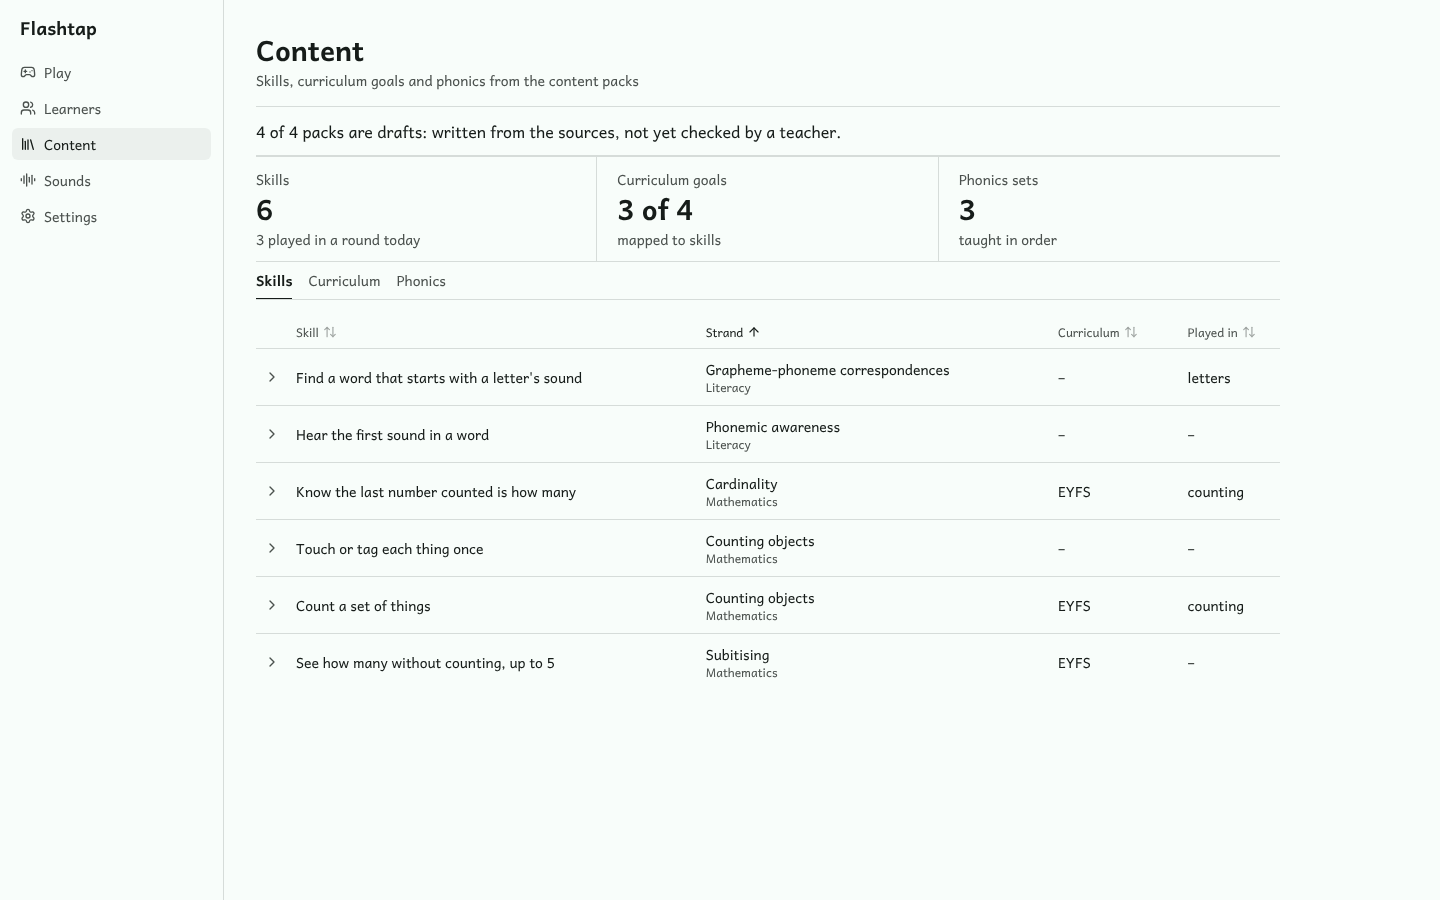 Flashtap
Play
Learners
Content
Sounds
Settings
Content
Skills, curriculum goals and phonics from the content packs
4 of 4 packs are drafts: written from the sources, not yet checked by a teacher.
Skills
6
3 played in a round today
Curriculum goals
3 of 4
mapped to skills
Phonics sets
3
taught in order
Skills Curriculum Phonics
Skill Strand Curriculum Played in
Find a word that starts with a letter's sound
Grapheme-phoneme correspondences
Literacy
–
letters
Hear the first sound in a word
Phonemic awareness
Literacy
–
–
Know the last number counted is how many
Cardinality
Mathematics
EYFS
counting
Touch or tag each thing once
Counting objects
Mathematics
–
–
Count a set of things
Counting objects
Mathematics
EYFS
counting
See how many without counting, up to 5
Subitising
Mathematics
EYFS
–